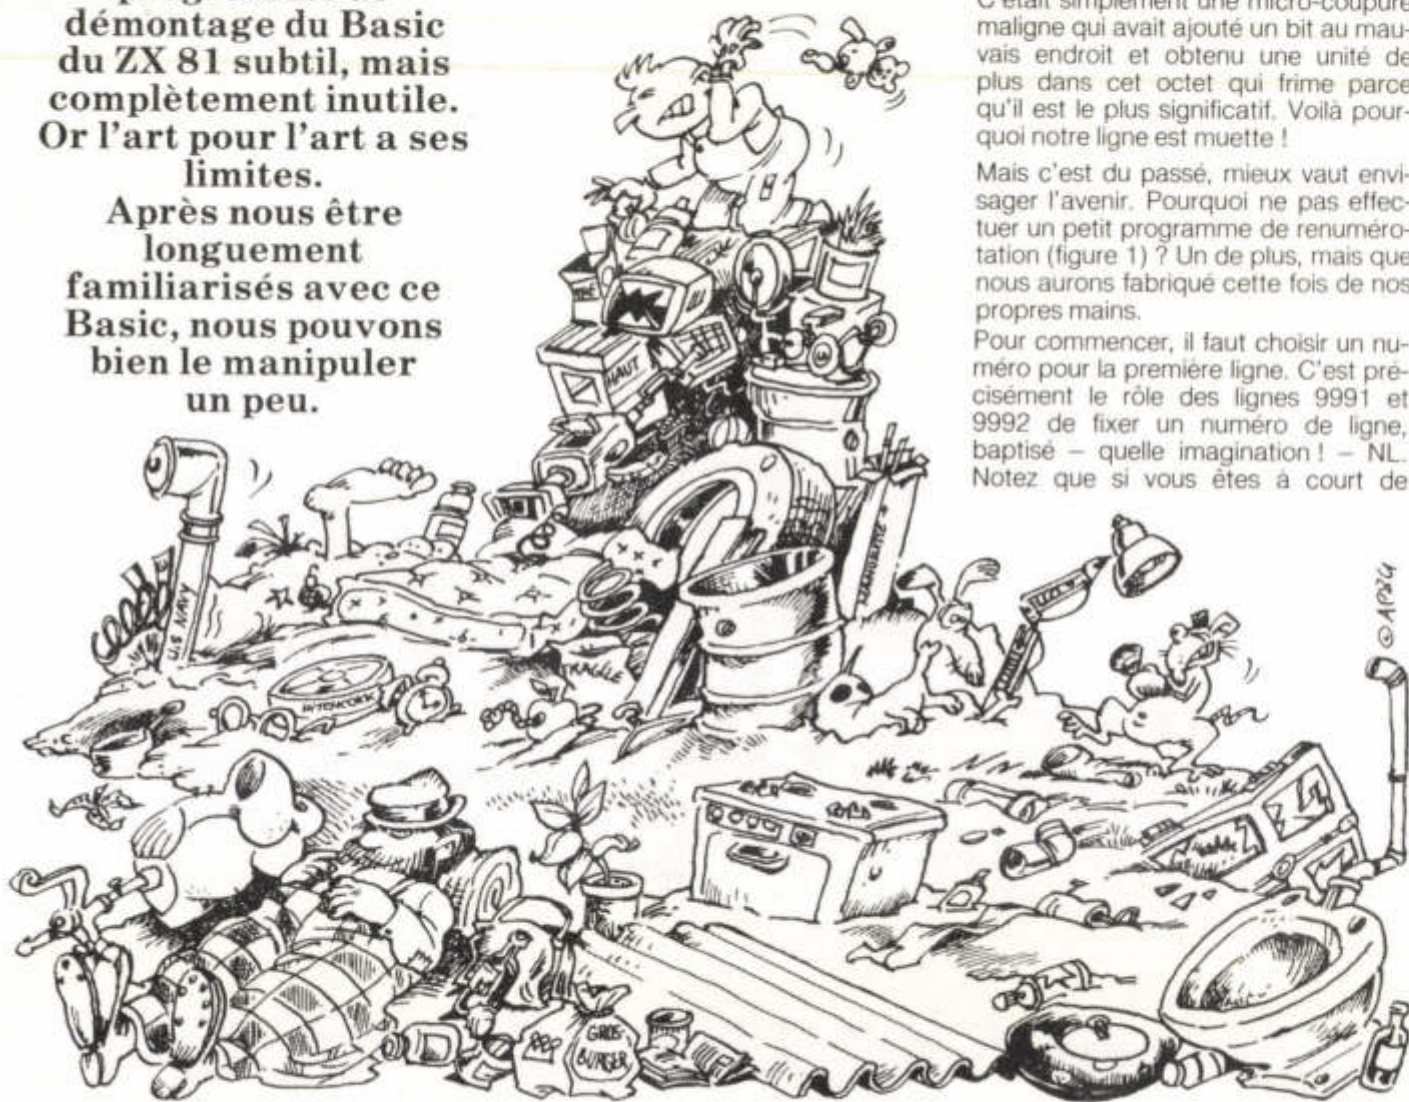 démontage du Basic
du ZX 81 subtil, mais
complètement inutile.
Or l'art pour l'art a ses
limites.
Après nous être
longuement
familiarisés avec ce
Basic, nous pouvons
bien le manipuler
un peu.
C'était simplement une micro-coupure
maligne qui avait ajouté un bit au mau-
vais endroit et obtenu une unité de
plus dans cet octet qui frime parce
qu'il est le plus significatif. Voilà pour-
quoi notre ligne est muette !
Mais c'est du passé, mieux vaut envi-
sager l'avenir. Pourquoi ne pas effec-
tuer un petit programme de renuméro-
tation (figure 1) ? Un de plus, mais que
nous aurons fabriqué cette fois de nos
propres mains.
Pour commencer, il faut choisir un nu-
méro pour la première ligne. C'est pré-
cisément le rôle des lignes 9991 et
9992 de fixer un numéro de ligne,
baptisé – quelle imagination ! – NL.
Notez que si vous êtes à court de
HAUT
U.S NAVY
FRAGILE
GROS-
BURGER